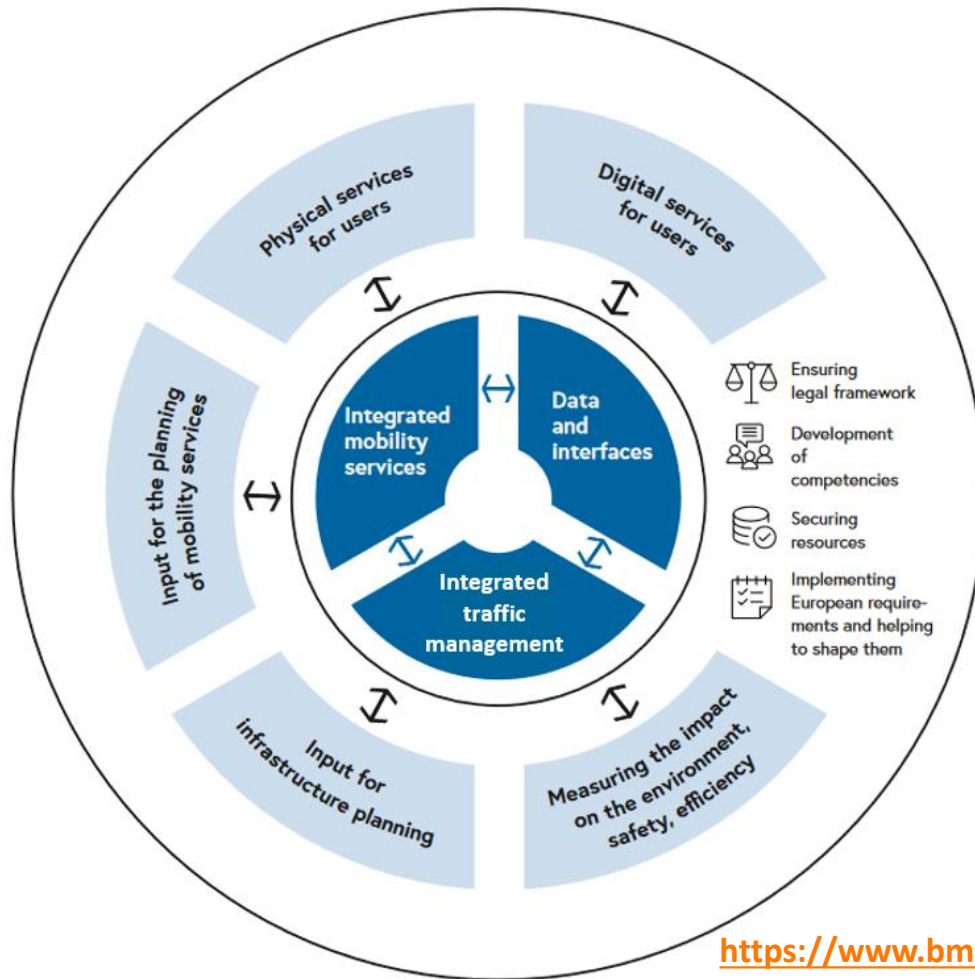 Physical services
for users
Digital services
for users
Input for the planning
of mobility services
Integrated
mobility
services
Data
and
interfaces
Integrated
traffic
management
Ensuring
legal framework
Development
of
competencies
Securing
resources
Implementing
European require-
ments and helping
to shape them
Input for
infrastructure planning
Measuring the impact
on the environment,
safety, efficiency
https://www.bm